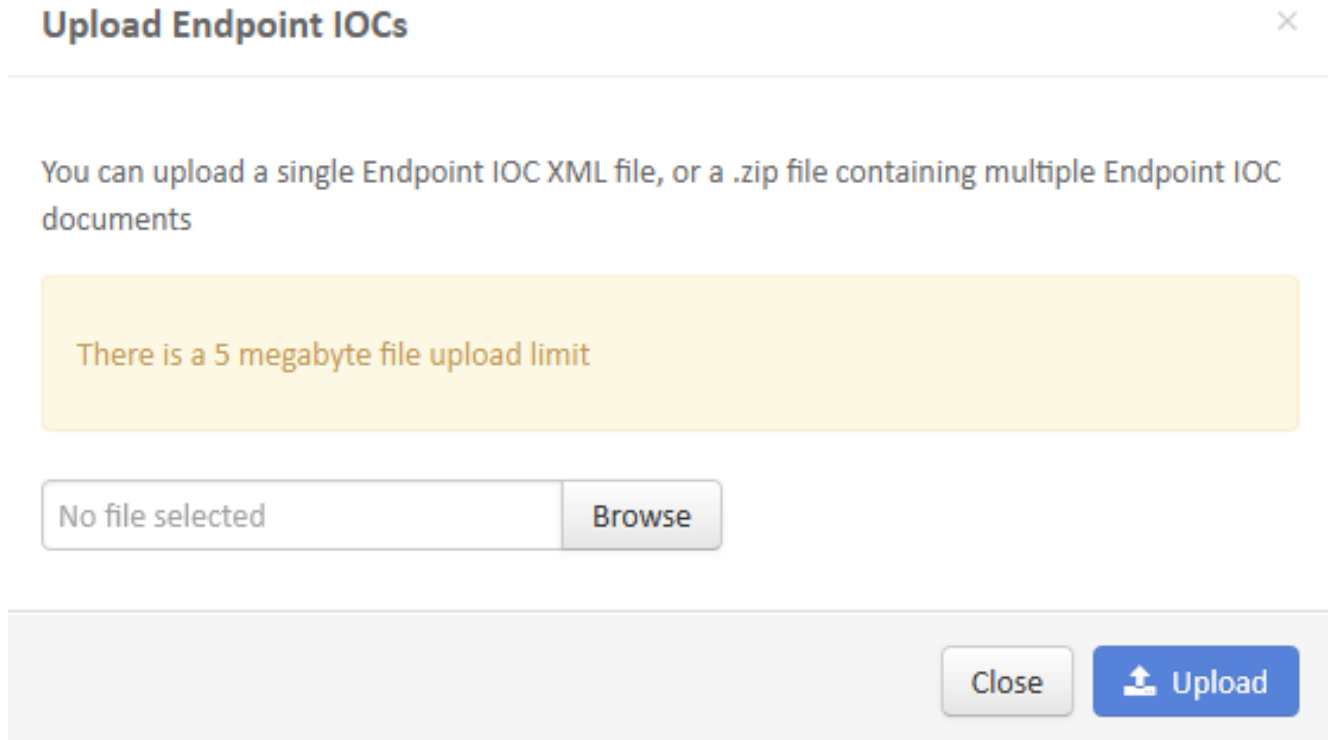 Upload Endpoint IOCs
You can upload a single Endpoint IOC XML file, or a .zip file containing multiple Endpoint IOC
documents
There is a 5 megabyte file upload limit
No file selected
Browse
Close
Upload